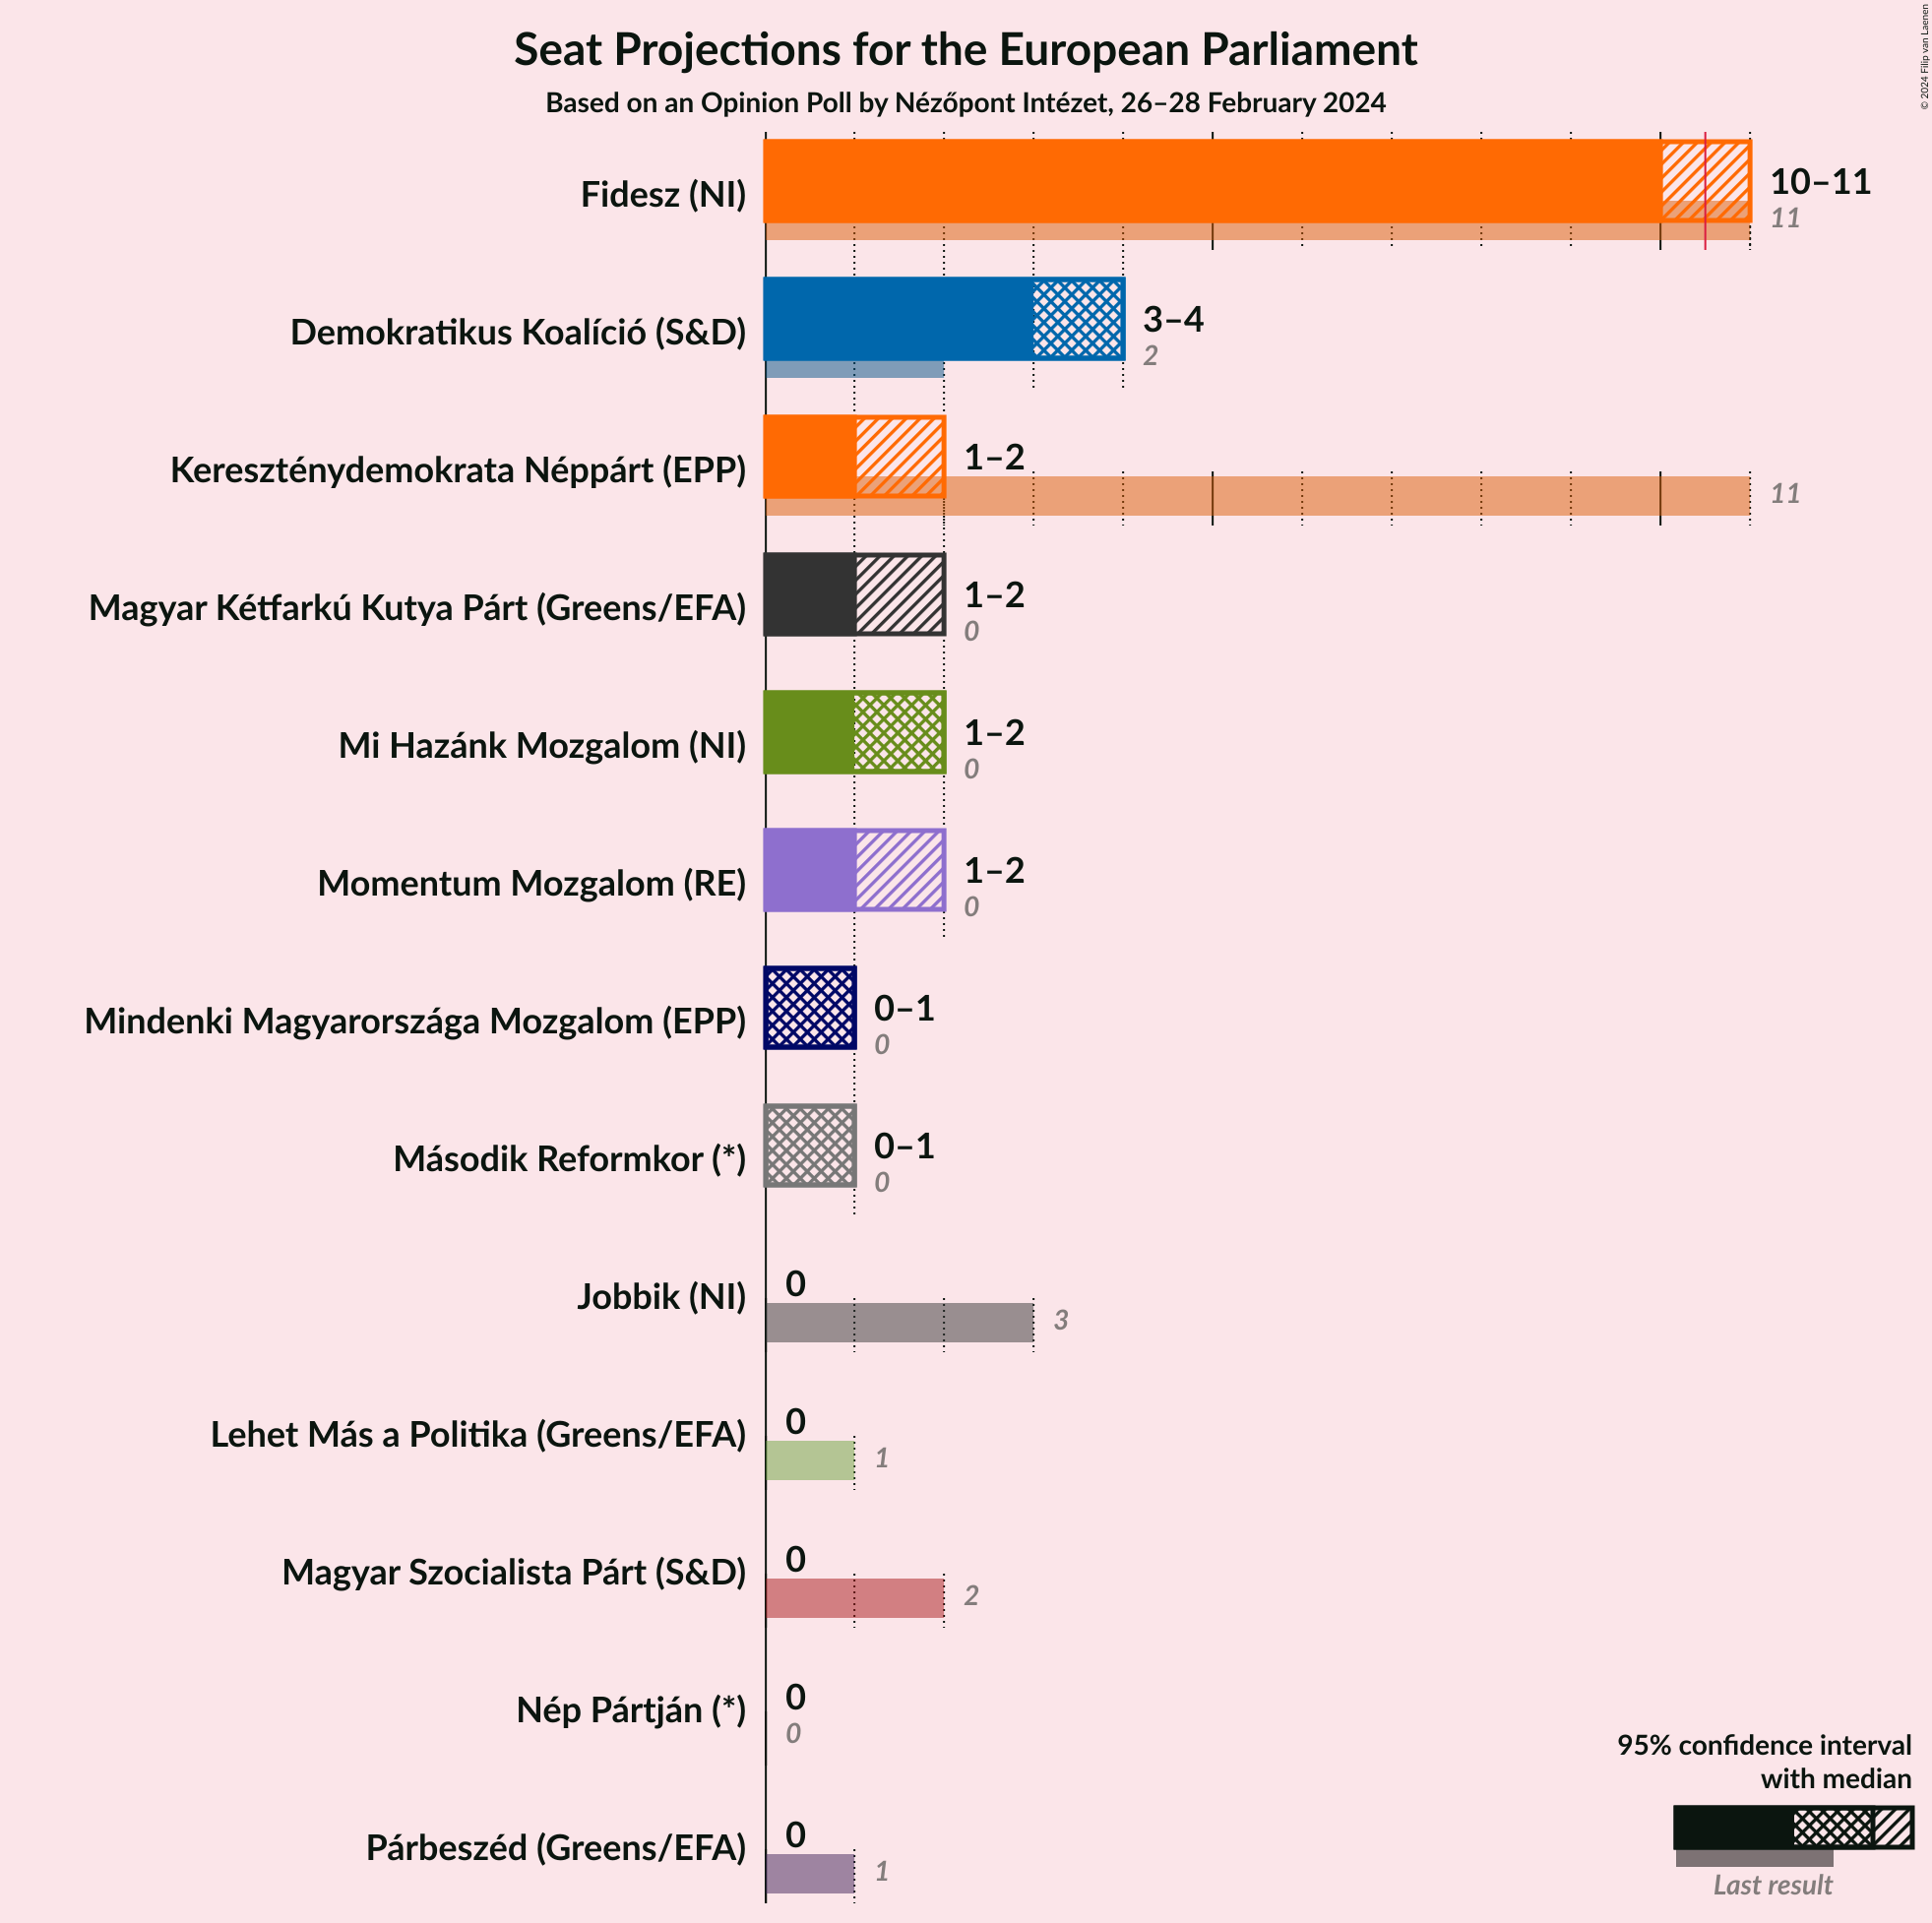 Seat Projections for the European Parliament
Based on an Opinion Poll by Nézőpont Intézet, 26–28 February 2024
© 2024 Filip van Laenen
Fidesz (NI)
10–11
11
Demokratikus Koalíció (S&D)
3–4
2
Kereszténydemokrata Néppárt (EPP)
1–2
11
Magyar Kétfarkú Kutya Párt (Greens/EFA)
1–2
0
Mi Hazánk Mozgalom (NI)
1–2
0
Momentum Mozgalom (RE)
1–2
0
Mindenki Magyarországa Mozgalom (EPP)
0–1
0
Második Reformkor (*)
0–1
0
Jobbik (NI)
0
3
Lehet Más a Politika (Greens/EFA)
0
1
Magyar Szocialista Párt (S&D)
0
2
Nép Pártján (*)
0
0
Párbeszéd (Greens/EFA)
0
1
95% confidence interval
with median
Last result